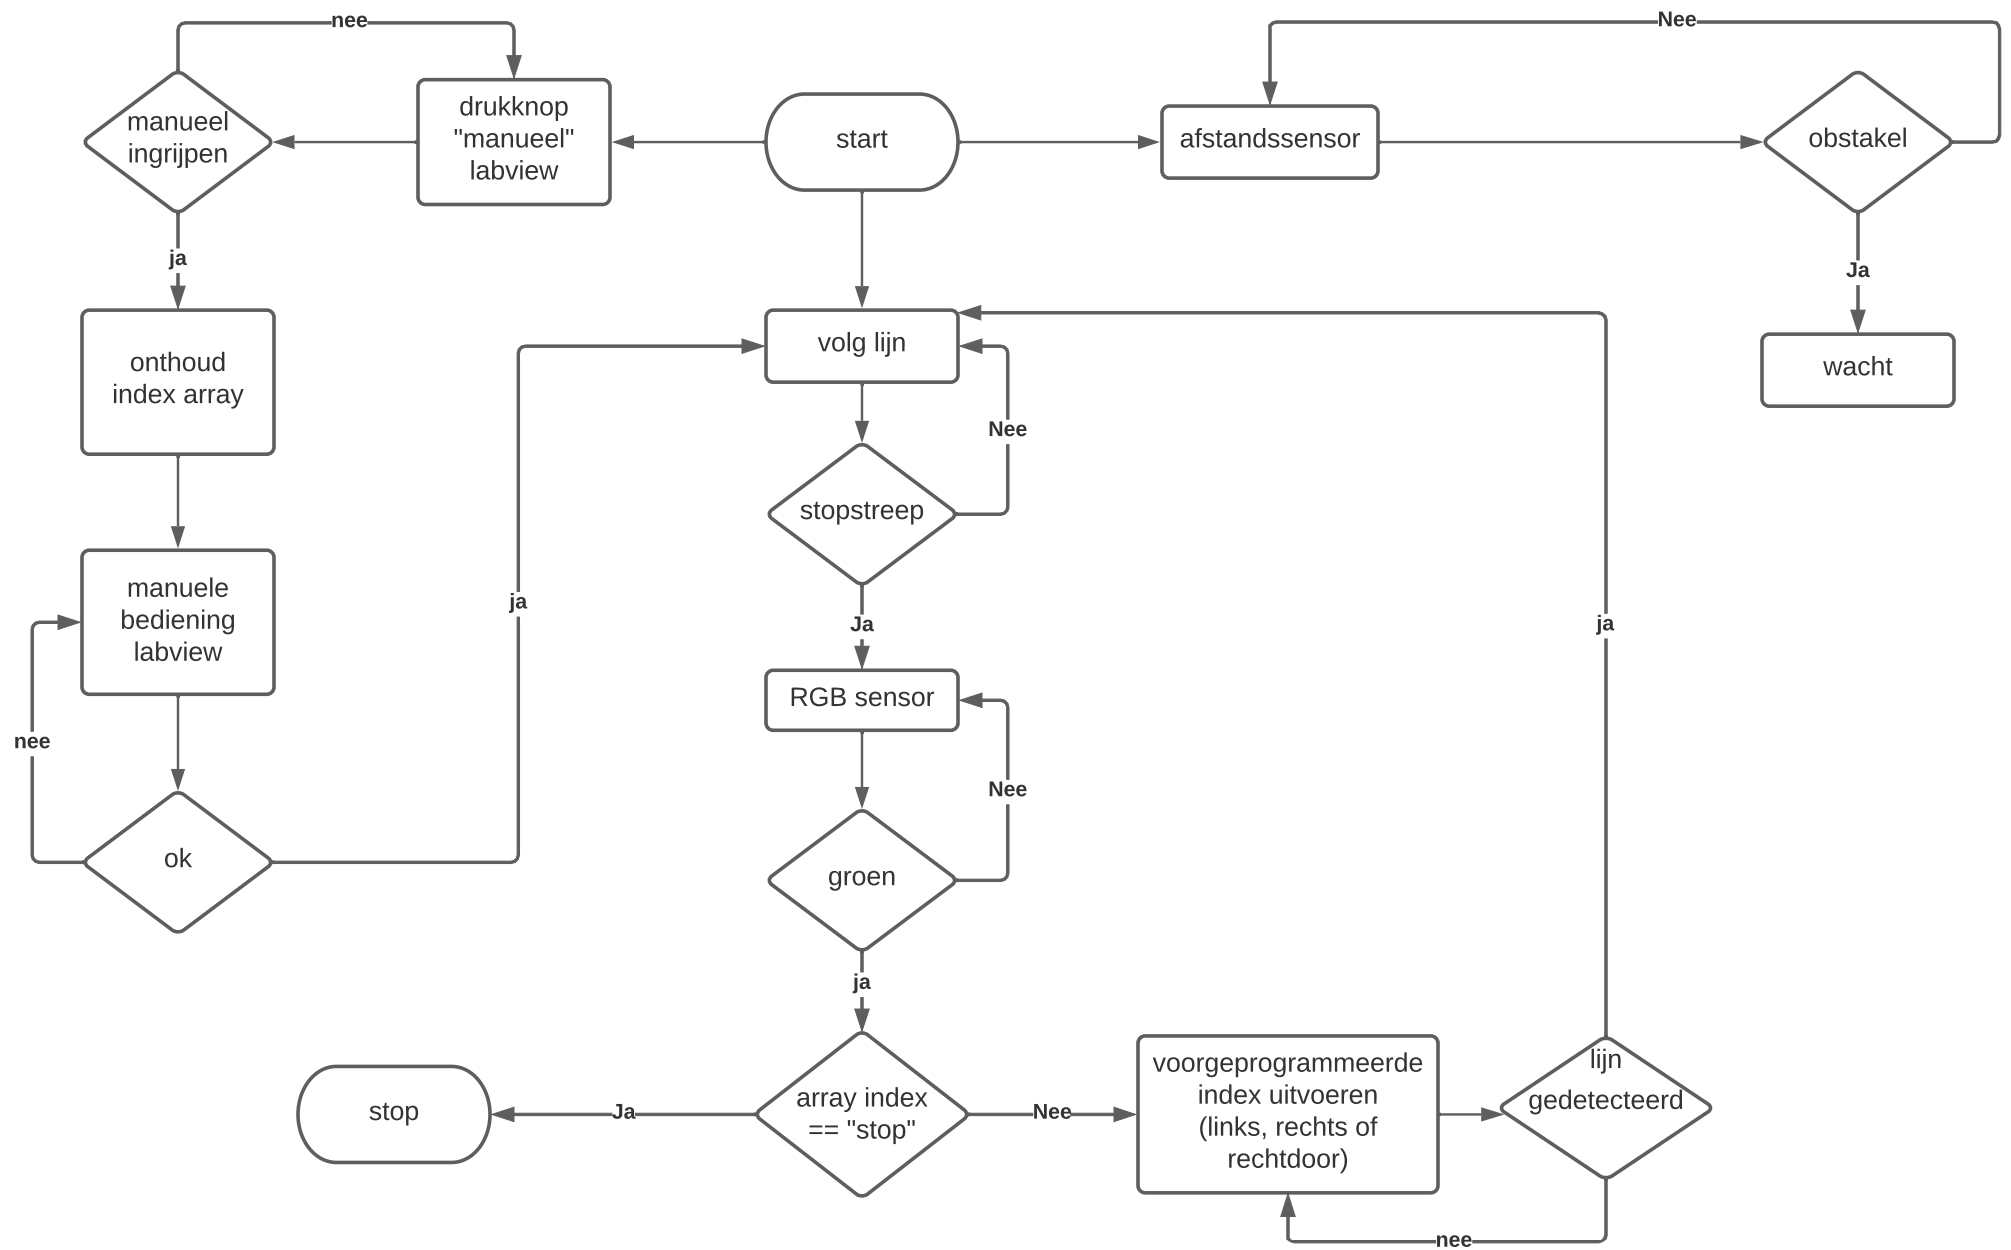 nee
Nee
manueel
ingrijpen
drukknop
"manueel"
labview
start
afstandssensor
obstakel
ja
Ja
onthoud
index array
volg lijn
wacht
Nee
stopstreep
manuele
bediening
labview
ja
Ja
ja
nee
RGB sensor
Nee
ok
groen
ja
stop
Ja
array index
== "stop"
Nee
voorgeprogrammeerde
index uitvoeren
(links, rechts of
rechtdoor)
lijn
gedetecteerd
nee